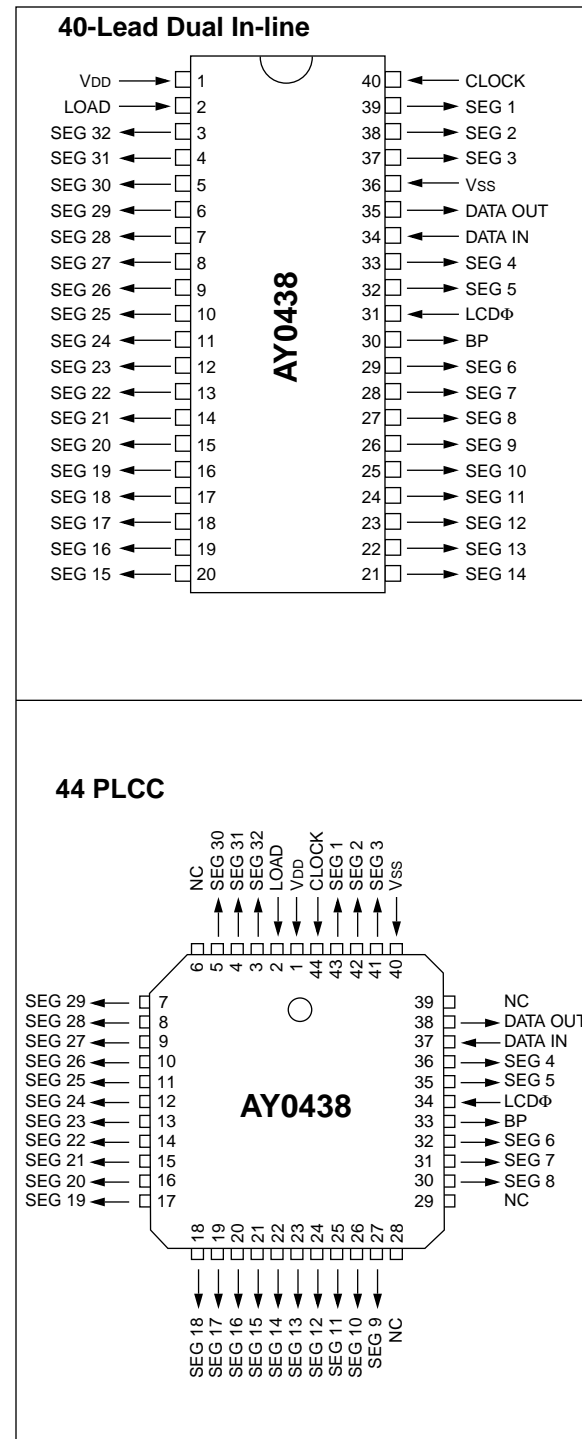 40-Lead Dual In-line
VDD 1 40 CLOCK
LOAD 2 39 SEG 1
SEG 32 3 38 SEG 2
SEG 31 4 37 SEG 3
SEG 30 5 36 VSS
SEG 29 6 35 DATA OUT
SEG 28 7 34 DATA IN
SEG 27 8 33 SEG 4
SEG 26 9 32 SEG 5
SEG 25 10 31 LCDΦ
SEG 24 11 30 BP
SEG 23 12 29 SEG 6
SEG 22 13 28 SEG 7
SEG 21 14 27 SEG 8
SEG 20 15 26 SEG 9
SEG 19 16 25 SEG 10
SEG 18 17 24 SEG 11
SEG 17 18 23 SEG 12
SEG 16 19 22 SEG 13
SEG 15 20 21 SEG 14
AY0438
44 PLCC
NC
SEG 30
SEG 31
SEG 32
LOAD
VDD
CLOCK
SEG 1
SEG 2
SEG 3
VSS
6 5 4 3 2 1 44 43 42 41 40
SEG 29 7 39 NC
SEG 28 8 38 DATA OUT
SEG 27 9 37 DATA IN
SEG 26 10 36 SEG 4
SEG 25 11 35 SEG 5
SEG 24 12 34 LCDΦ
SEG 23 13 33 BP
SEG 22 14 32 SEG 6
SEG 21 15 31 SEG 7
SEG 20 16 30 SEG 8
SEG 19 17 29 NC
AY0438
18 19 20 21 22 23 24 25 26 27 28
SEG 18
SEG 17
SEG 16
SEG 15
SEG 14
SEG 13
SEG 12
SEG 11
SEG 10
SEG 9
NC